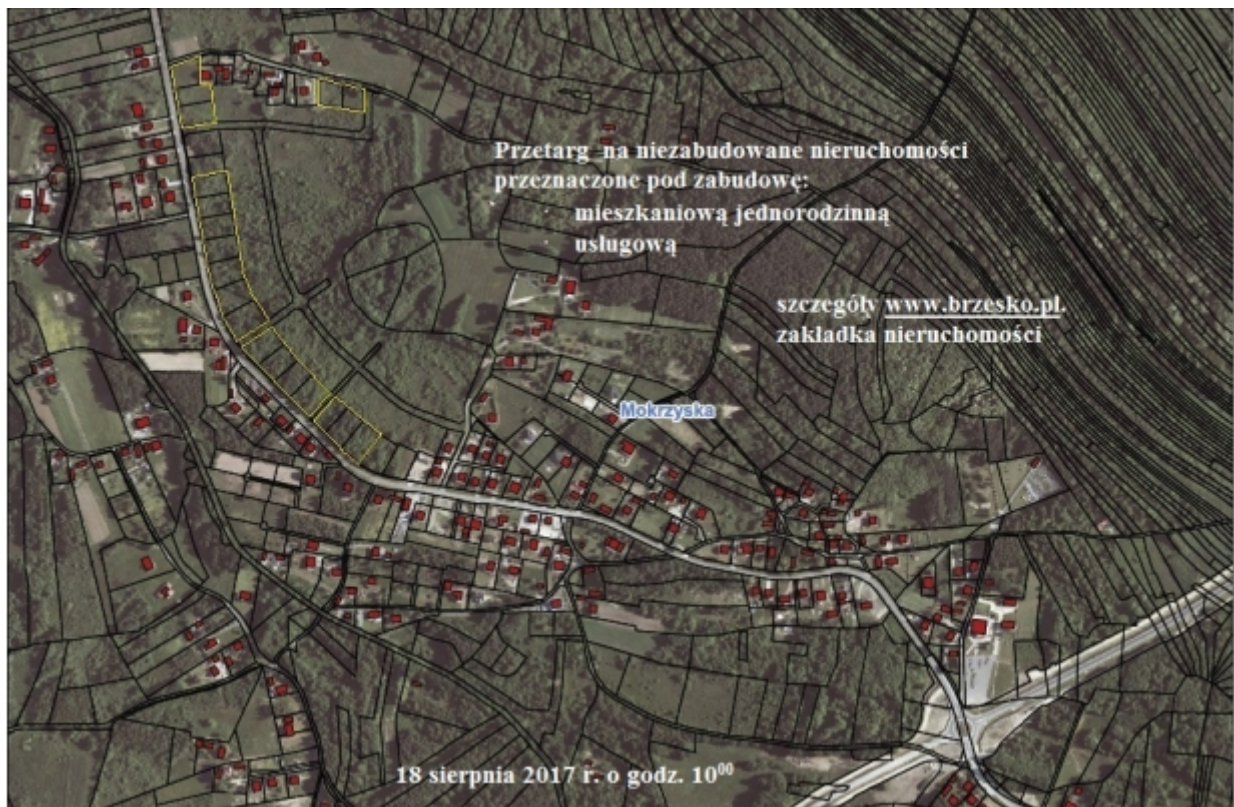 Przetarg na niezabudowane nieruchomości
przeznaczone pod zabudowę:
mieszkaniową jednorodzinną
usługową
szczegóły www.brzesko.pl.
zakładka nieruchomości
Mokrzyska
18 sierpnia 2017 r. o godz. 10⁰⁰